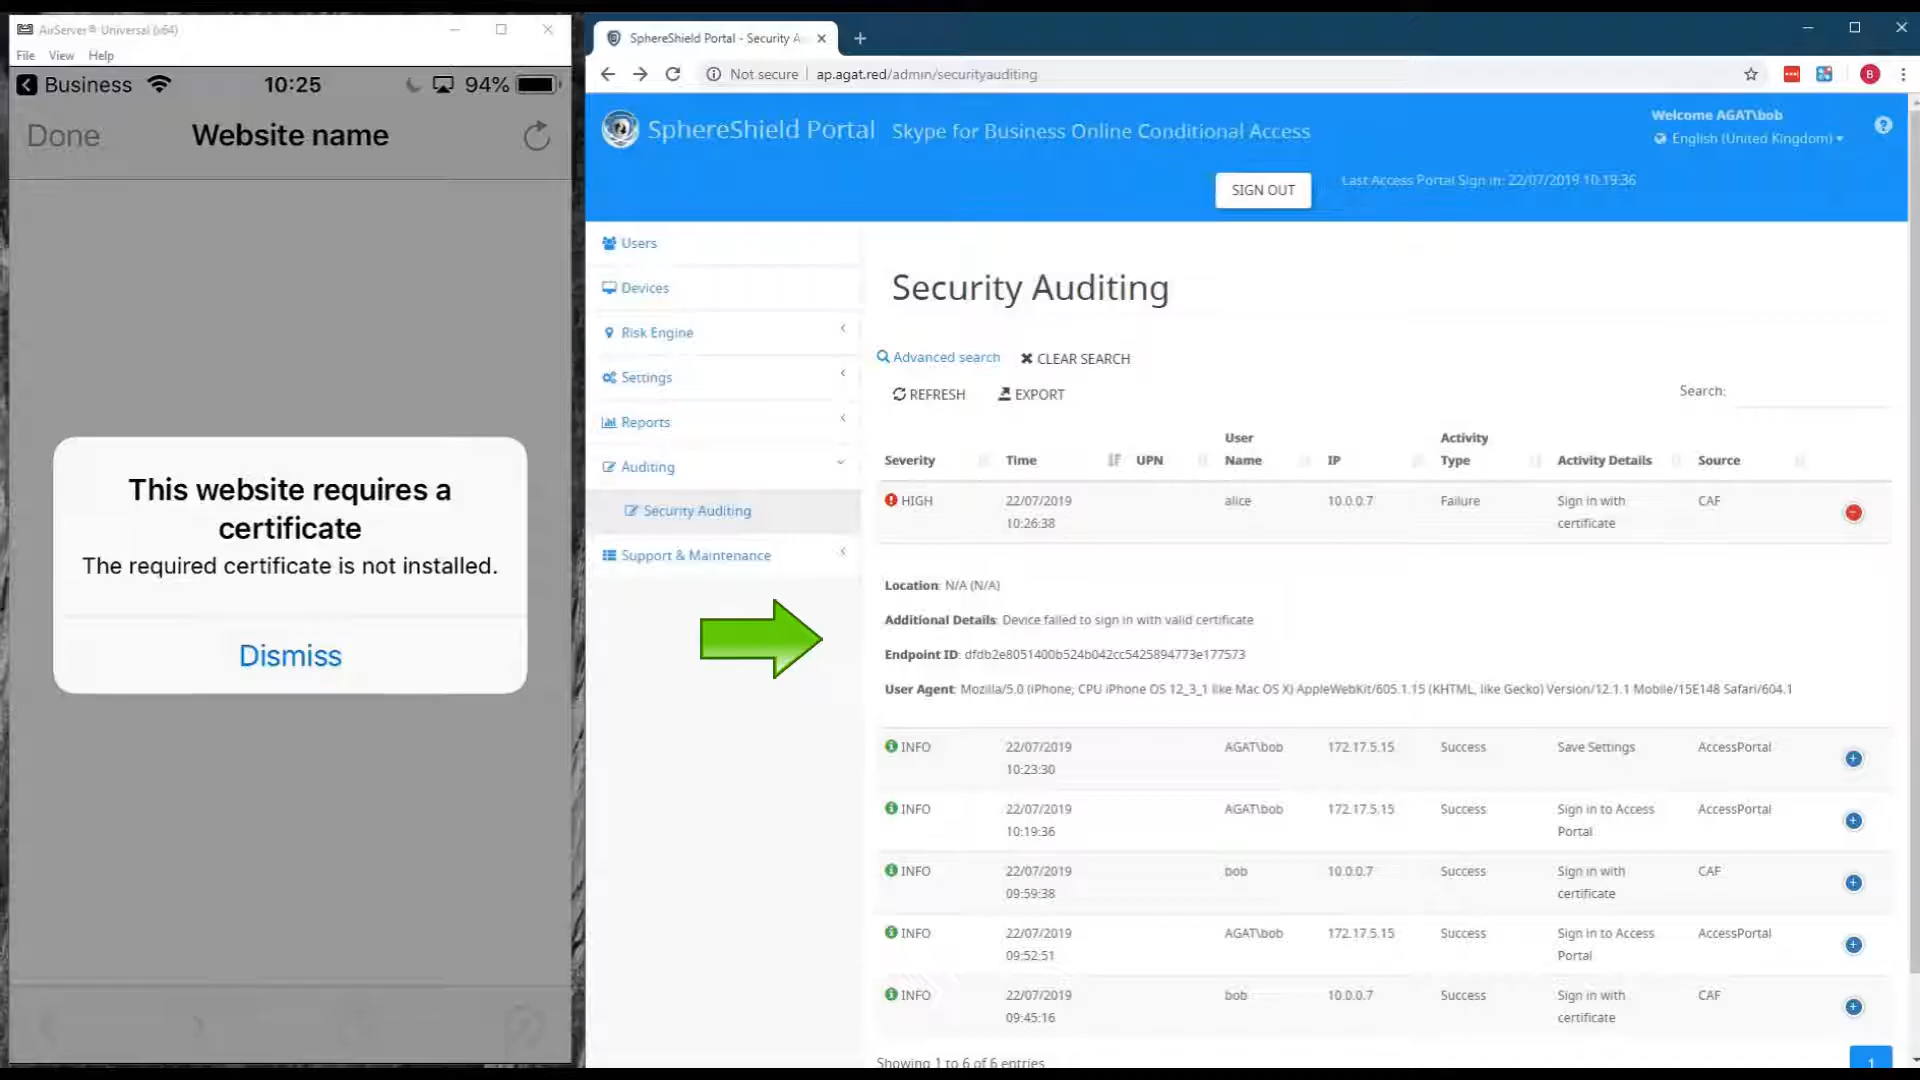 AirServer® Universal (x64)
File View Help
Business 10:25 94%
Done Website name
This website requires a
certificate
The required certificate is not installed.
Dismiss
SphereShield Portal - Security A
Not secure | ap.agat.red/admin/securityauditing
B
SphereShield Portal Skype for Business Online Conditional Access
Welcome AGAT\bob
English (United Kingdom)
?
SIGN OUT
Last Access Portal Sign in: 22/07/2019 10:19:36
Users
Devices
Risk Engine
Settings
Reports
Auditing
Security Auditing
Support & Maintenance
Security Auditing
Advanced search CLEAR SEARCH
REFRESH EXPORT
Search:
Severity Time UPN User Name IP Activity Type Activity Details Source
HIGH 22/07/2019 alice 10.0.0.7 Failure Sign in with CAF
10:26:38 certificate
Location: N/A (N/A)
Additional Details: Device failed to sign in with valid certificate
Endpoint ID: dfdb2e8051400b524b042cc5425894773e177573
User Agent: Mozilla/5.0 (iPhone; CPU iPhone OS 12_3_1 like Mac OS X) AppleWebKit/605.1.15 (KHTML, like Gecko) Version/12.1.1 Mobile/15E148 Safari/604.1
INFO 22/07/2019 AGAT\bob 172.17.5.15 Success Save Settings AccessPortal
10:23:30
INFO 22/07/2019 AGAT\bob 172.17.5.15 Success Sign in to Access AccessPortal
10:19:36 Portal
INFO 22/07/2019 bob 10.0.0.7 Success Sign in with CAF
09:59:38 certificate
INFO 22/07/2019 AGAT\bob 172.17.5.15 Success Sign in to Access AccessPortal
09:52:51 Portal
INFO 22/07/2019 bob 10.0.0.7 Success Sign in with CAF
09:45:16 certificate
Showing 1 to 6 of 6 entries
1